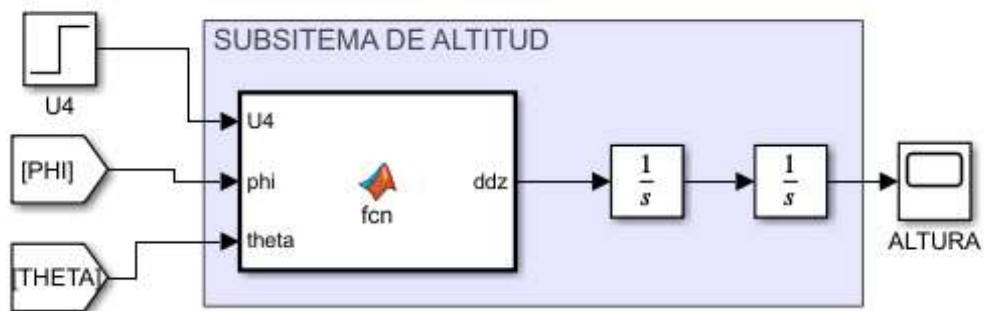 SUBSITEMA DE ALTITUD
U4
[PHI]
[THETA]
U4
phi
theta
fcn
ddz
1
s
1
s
ALTURA